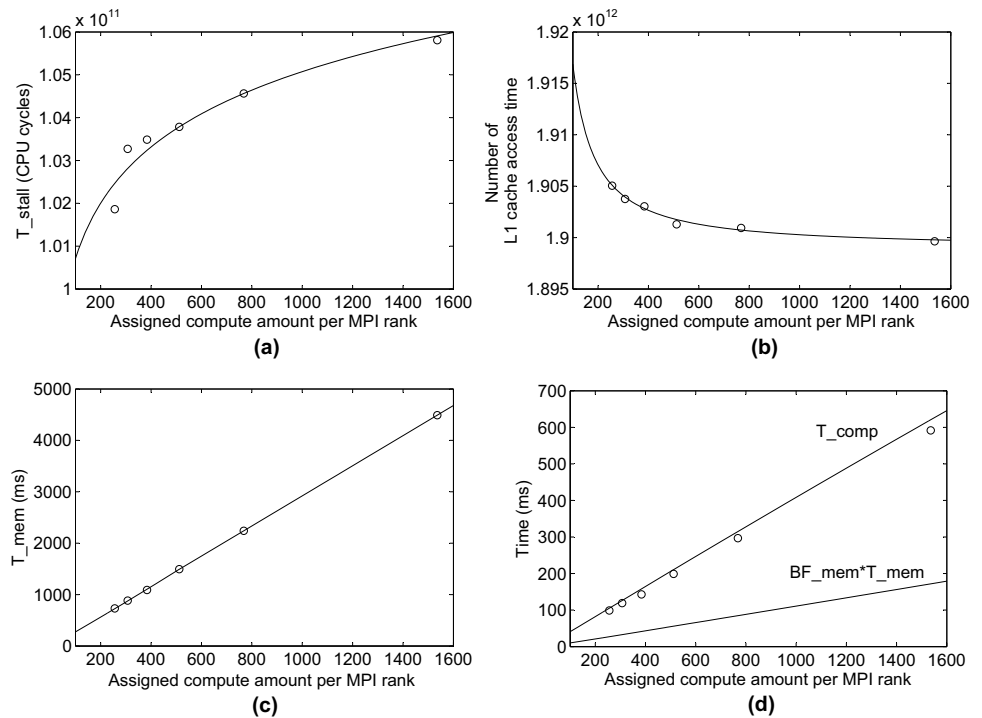 x 10^11
1.06
1.05
1.04
1.03
1.02
1.01
1
T_stall (CPU cycles)
200 400 600 800 1000 1200 1400 1600
Assigned compute amount per MPI rank
(a)
x 10^12
1.92
1.915
1.91
1.905
1.9
1.895
Number of
L1 cache access time
200 400 600 800 1000 1200 1400 1600
Assigned compute amount per MPI rank
(b)
5000
4000
3000
2000
1000
0
T_mem (ms)
200 400 600 800 1000 1200 1400 1600
Assigned compute amount per MPI rank
(c)
700
600
500
400
300
200
100
0
Time (ms)
T_comp
BF_mem*T_mem
200 400 600 800 1000 1200 1400 1600
Assigned compute amount per MPI rank
(d)